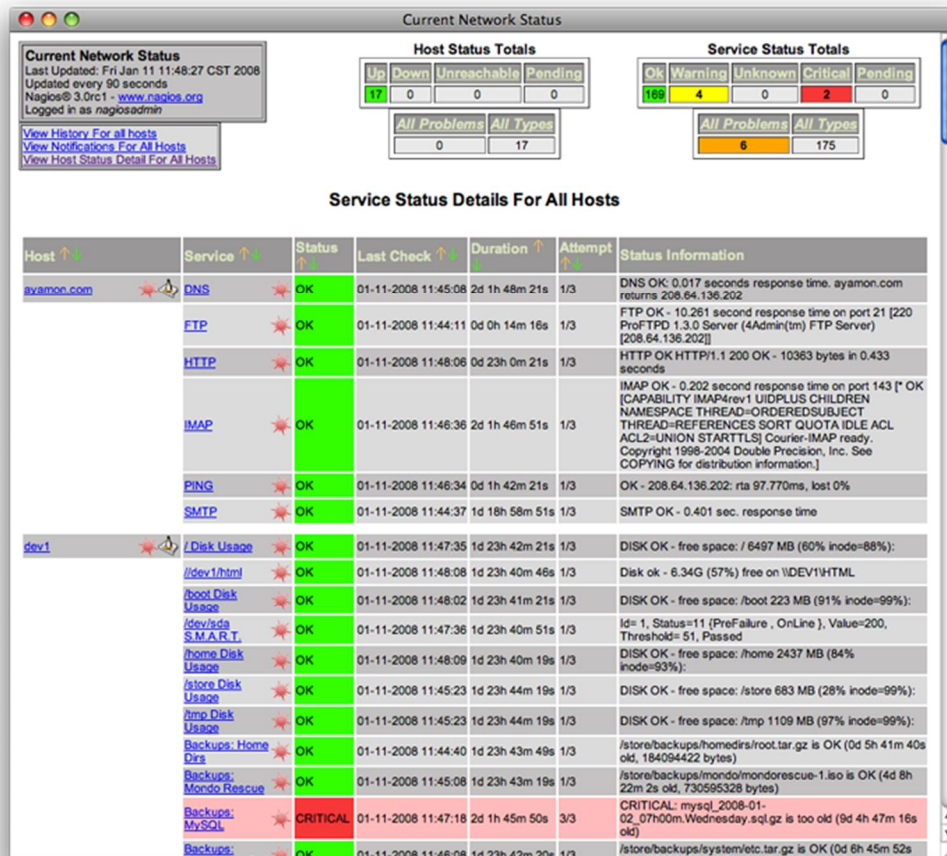 Current Network Status
Current Network Status
Last Updated: Fri Jan 11 11:48:27 CST 2008
Updated every 90 seconds
Nagios® 3.0rc1 - www.nagios.org
Logged in as nagiosadmin
View History For all hosts
View Notifications For All Hosts
View Host Status Detail For All Hosts
Host Status Totals
Up Down Unreachable Pending
17 0 0 0
All Problems All Types
0 17
Service Status Totals
Ok Warning Unknown Critical Pending
169 4 0 2 0
All Problems All Types
6 175
Service Status Details For All Hosts
Host Service Status Last Check Duration Attempt Status Information
ayamon.com DNS OK 01-11-2008 11:45:08 2d 1h 48m 21s 1/3 DNS OK: 0.017 seconds response time. ayamon.com
returns 208.64.136.202
FTP OK 01-11-2008 11:44:11 0d 0h 14m 16s 1/3 FTP OK - 10.261 second response time on port 21 [220
ProFTPD 1.3.0 Server (4Admin(tm) FTP Server)
[208.64.136.202]]
HTTP OK 01-11-2008 11:48:06 0d 23h 0m 21s 1/3 HTTP OK HTTP/1.1 200 OK - 10363 bytes in 0.433
seconds
IMAP OK 01-11-2008 11:46:36 2d 1h 46m 51s 1/3 IMAP OK - 0.202 second response time on port 143 [* OK
[CAPABILITY IMAP4rev1 UIDPLUS CHILDREN
NAMESPACE THREAD=ORDEREDSUBJECT
THREAD=REFERENCES SORT QUOTA IDLE ACL
ACL2=UNION STARTTLS] Courier-IMAP ready.
Copyright 1998-2004 Double Precision, Inc. See
COPYING for distribution information.]
PING OK 01-11-2008 11:46:34 0d 1h 42m 21s 1/3 OK - 208.64.136.202: rta 97.770ms, lost 0%
SMTP OK 01-11-2008 11:44:37 1d 18h 58m 51s 1/3 SMTP OK - 0.401 sec. response time
dev1 / Disk Usage OK 01-11-2008 11:47:35 1d 23h 42m 21s 1/3 DISK OK - free space: / 6497 MB (60% inode=88%):
//dev1/html OK 01-11-2008 11:48:08 1d 23h 40m 46s 1/3 Disk ok - 6.34G (57%) free on \\DEV1\HTML
/boot Disk
Usage OK 01-11-2008 11:48:02 1d 23h 41m 21s 1/3 DISK OK - free space: /boot 223 MB (91% inode=99%):
/dev/sda
S.M.A.R.T. OK 01-11-2008 11:47:36 1d 23h 40m 51s 1/3 Id= 1, Status=11 {PreFailure , OnLine }, Value=200,
Threshold= 51, Passed
/home Disk
Usage OK 01-11-2008 11:48:09 1d 23h 40m 19s 1/3 DISK OK - free space: /home 2437 MB (84%
inode=93%):
/store Disk
Usage OK 01-11-2008 11:45:23 1d 23h 44m 19s 1/3 DISK OK - free space: /store 683 MB (28% inode=99%):
/tmp Disk
Usage OK 01-11-2008 11:45:23 1d 23h 44m 19s 1/3 DISK OK - free space: /tmp 1109 MB (97% inode=99%):
Backups: Home
Dirs OK 01-11-2008 11:44:40 1d 23h 43m 49s 1/3 /store/backups/homedirs/root.tar.gz is OK (0d 5h 41m 40s
old, 184094422 bytes)
Backups:
Mondo Rescue OK 01-11-2008 11:45:08 1d 23h 43m 19s 1/3 /store/backups/mondo/mondorescue-1.iso is OK (4d 8h
22m 2s old, 730595328 bytes)
Backups:
MySQL CRITICAL 01-11-2008 11:47:18 2d 1h 45m 50s 3/3 CRITICAL: mysql_2008-01-
02_07h00m.Wednesday.sql.gz is too old (9d 4h 47m 16s
old)
Backups: OK 01-11-2008 11:46:08 1d 23h 42m 20s 1/3 /store/backups/system/etc.tar.gz is OK (0d 6h 45m 52s